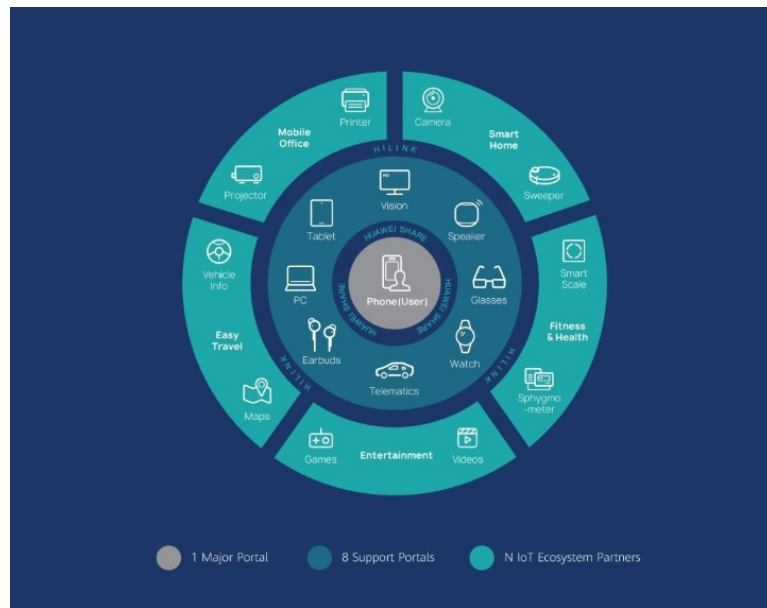 Mobile
Office
Printer
Projector
Camera
Smart
Home
Sweeper
HILINK
HD
Vision
Tablet
Speaker
HUAWEI SHARE
Vehicle
Info
PC
HUAWEI SHARE
Phone(User)
HUAWEI SHARE
Glasses
Smart
Scale
Easy
Travel
Fitness
& Health
Earbuds
Watch
HILINK
HILINK
Telematics
Maps
Sphygmo
-meter
Games
Entertainment
Videos
1 Major Portal
8 Support Portals
N IoT Ecosystem Partners